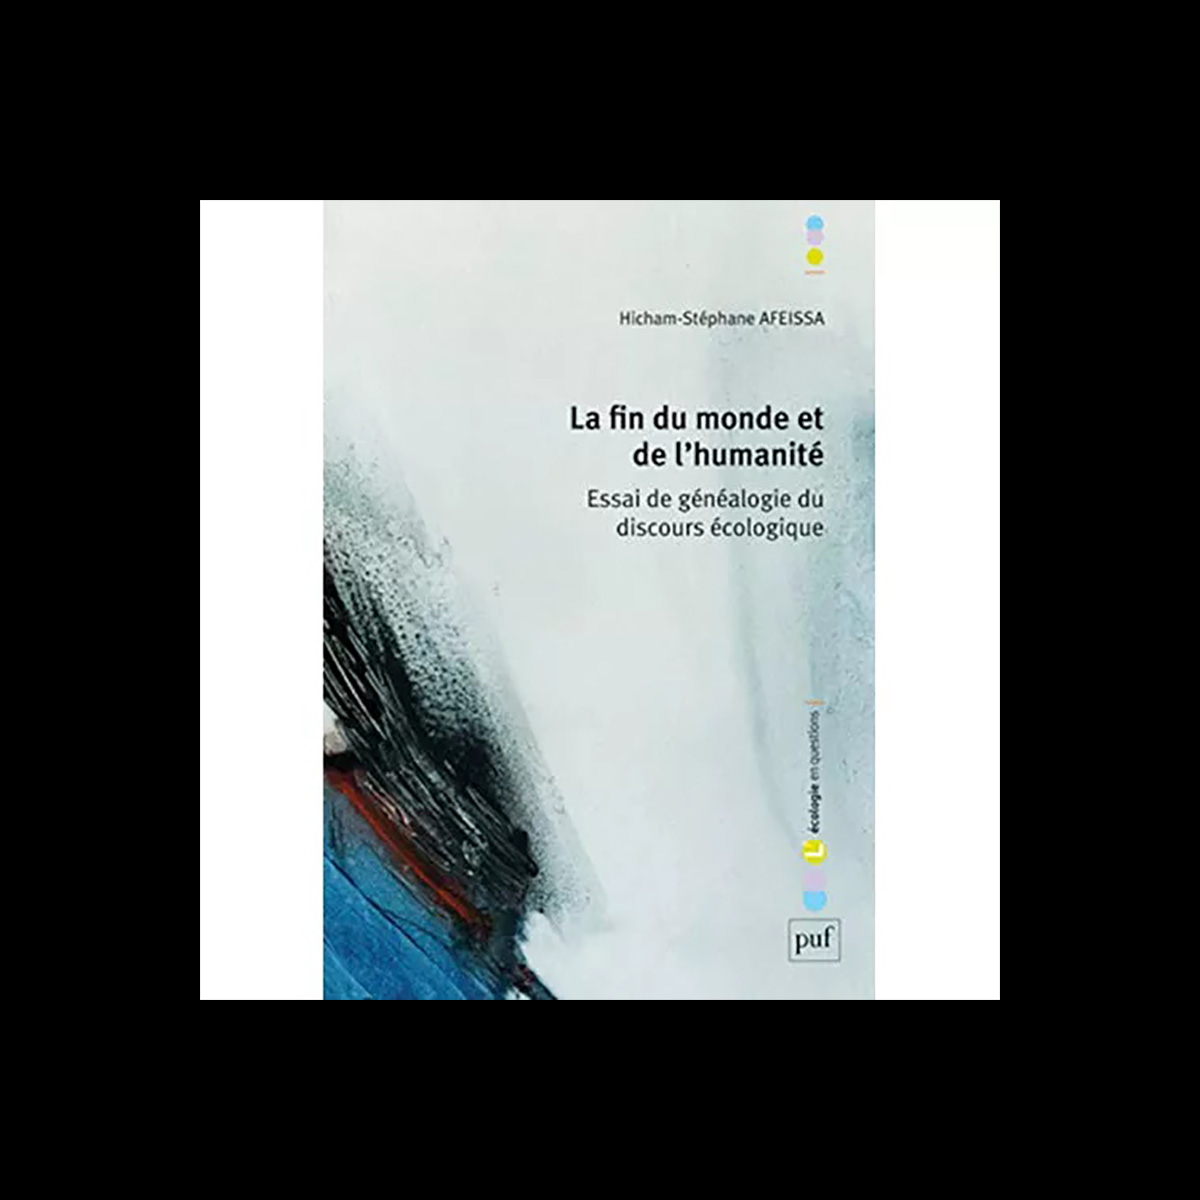 Hicham-Stéphane AFEISSA
La fin du monde et
de l'humanité
Essai de généalogie du
discours écologique
écologie en questions
L
puf